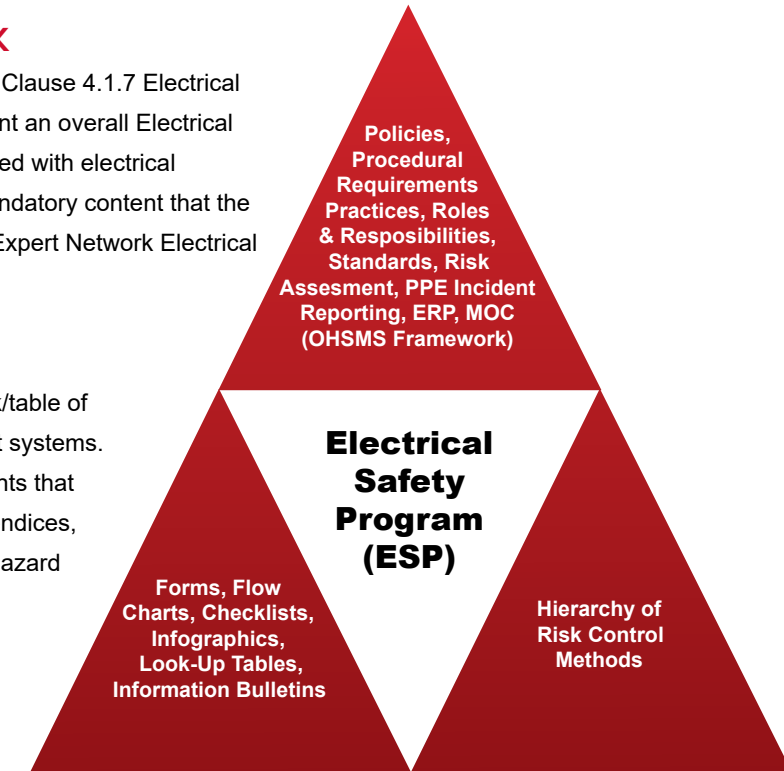 K
Clause 4.1.7 Electrical
nt an overall Electrical
ed with electrical
ndatory content that the
Expert Network Electrical
k/table of
t systems.
nts that
ndices,
azard
Policies,
Procedural
Requirements
Practices, Roles
& Resposibilities,
Standards, Risk
Assesment, PPE Incident
Reporting, ERP, MOC
(OHSMS Framework)
Electrical
Safety
Program
(ESP)
Forms, Flow
Charts, Checklists,
Infographics,
Look-Up Tables,
Information Bulletins
Hierarchy of
Risk Control
Methods